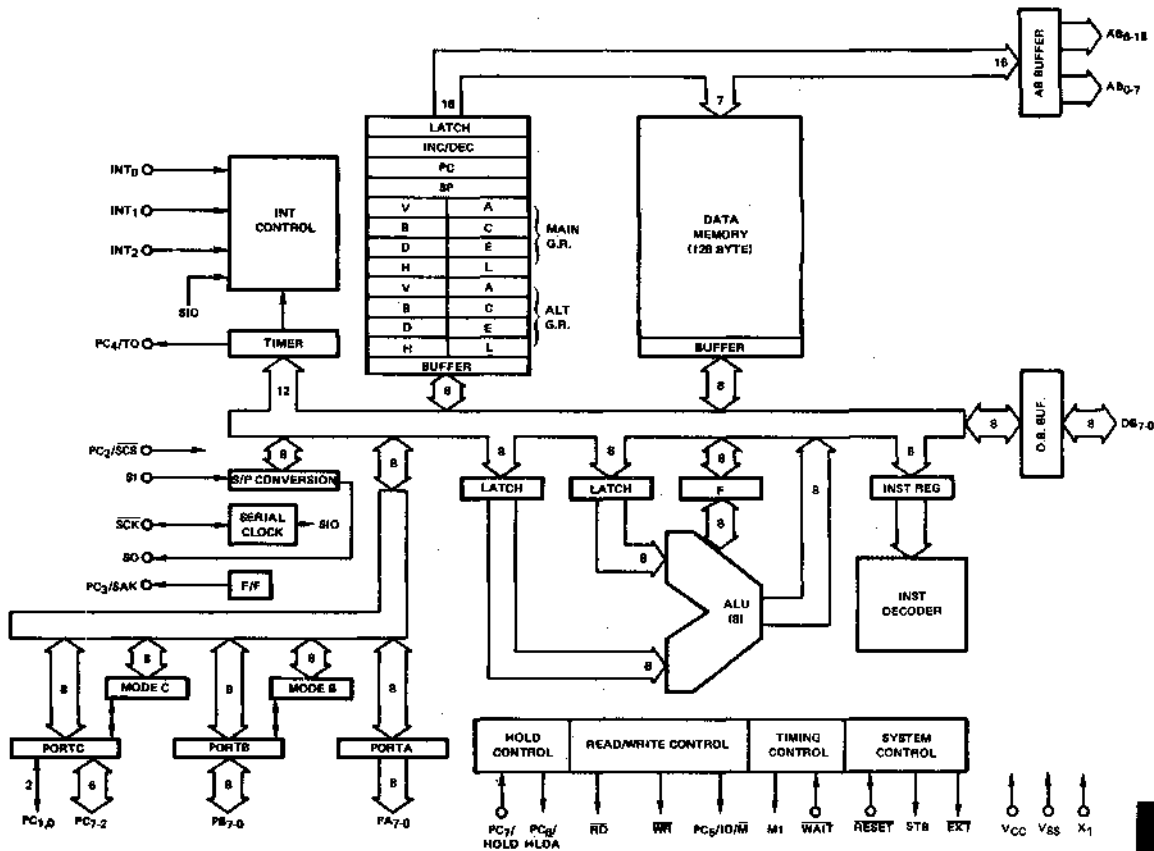 AB8-15
16
AB BUFFER
AB0-7
16
7
LATCH
INC/DEC
PC
SP
V A
B C
D E
H L
MAIN G.R.
V A
B C
D E
H L
ALT G.R.
BUFFER
8
DATA
MEMORY
(128 BYTE)
BUFFER
8
INT0
INT1
INT2
SIO
INT
CONTROL
PC4/TO
TIMER
12
8
D.B. BUF.
8
DB7-0
PC2/SCS
8
8
8
8
8
8
8
SI
S/P CONVERSION
LATCH
LATCH
F
INST REG
SCK
SERIAL
CLOCK
SIO
SO
PC3/SAK
F/F
8
8
8
ALU
(8)
INST
DECODER
8
8
8
8
8
MODE C
MODE B
PORT C
PORT B
PORT A
2
6
8
8
PC1,0
PC7-2
PB7-0
PA7-0
HOLD
CONTROL
READ/WRITE CONTROL
TIMING
CONTROL
SYSTEM
CONTROL
PC7/
HOLD
PC6/
HLDA
RD
WR
PC5/IO/M
M1
WAIT
RESET
STB
EXT
VCC
VSS
X1